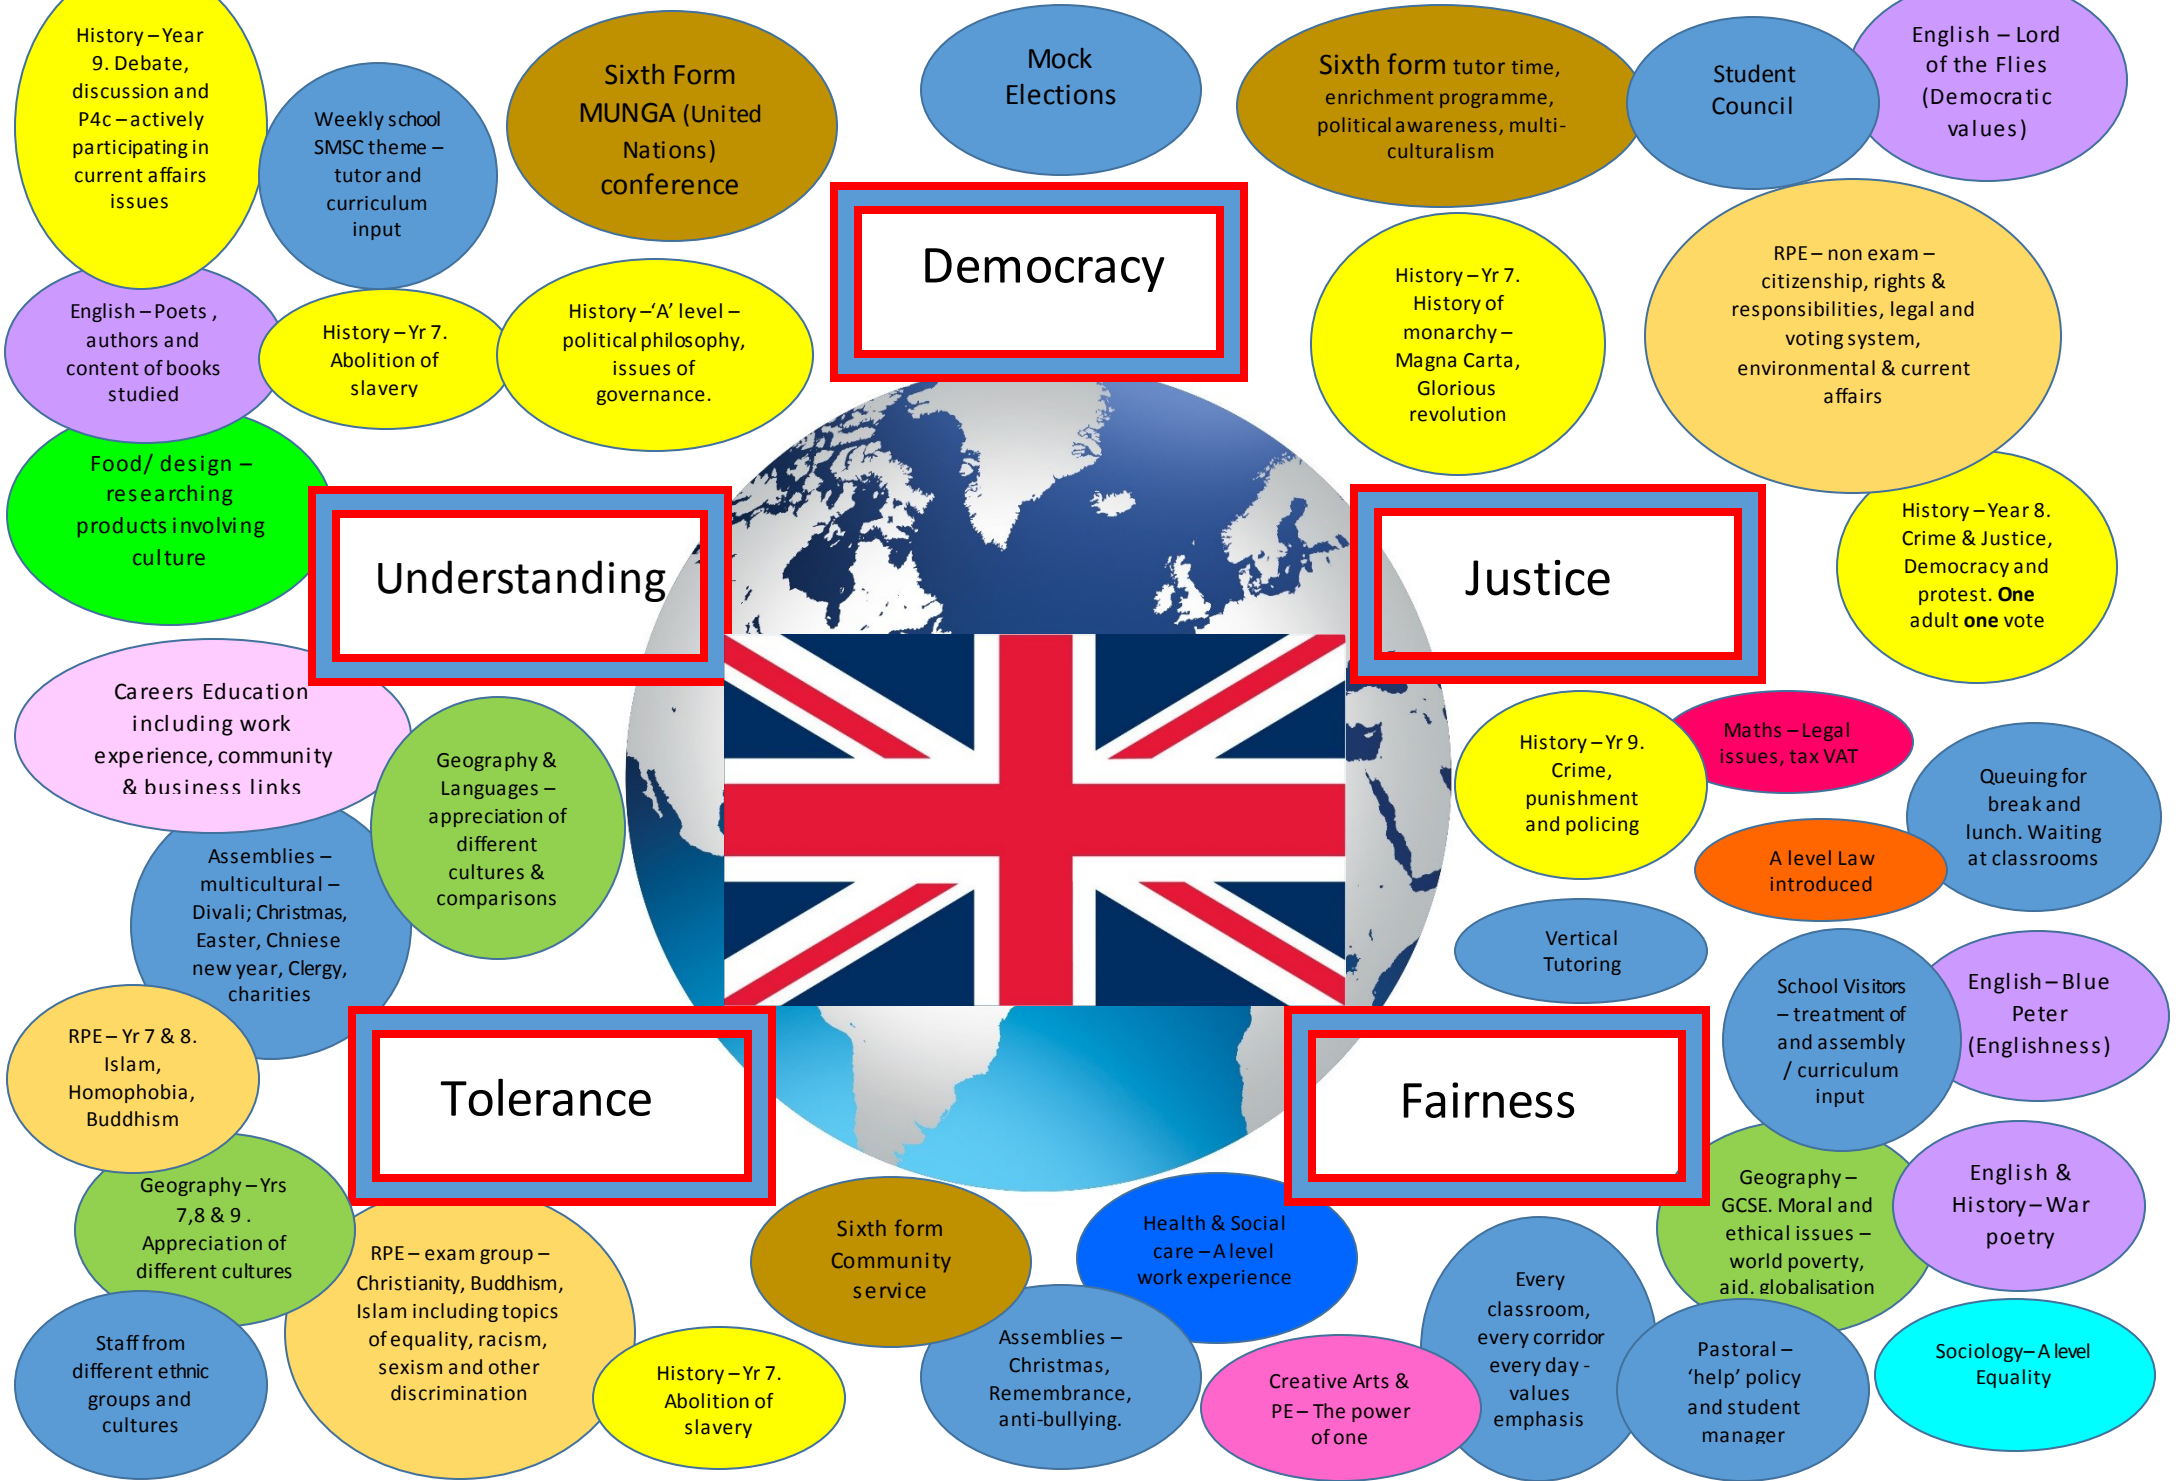 History – Year
9. Debate,
discussion and
P4c – actively
participating in
current affairs
issues
Weekly school
SMSC theme –
tutor and
curriculum
input
Sixth Form
MUNGA (United
Nations)
conference
Mock
Elections
Sixth form tutor time,
enrichment programme,
political awareness, multi-
culturalism
Student
Council
English – Lord
of the Flies
(Democratic
values)
English – Poets ,
authors and
content of books
studied
History – Yr 7.
Abolition of
slavery
History –‘A’ level –
political philosophy,
issues of
governance.
Democracy
History – Yr 7.
History of
monarchy –
Magna Carta,
Glorious
revolution
RPE – non exam –
citizenship, rights &
responsibilities, legal and
voting system,
environmental & current
affairs
Food/ design –
researching
products involving
culture
Understanding
Justice
History – Year 8.
Crime & Justice,
Democracy and
protest. One
adult one vote
Careers Education
including work
experience, community
& business links
Geography &
Languages –
appreciation of
different
cultures &
comparisons
History – Yr 9.
Crime,
punishment
and policing
Maths – Legal
issues, tax VAT
Queuing for
break and
lunch. Waiting
at classrooms
A level Law
introduced
Assemblies –
multicultural –
Divali; Christmas,
Easter, Chniese
new year, Clergy,
charities
Vertical
Tutoring
School Visitors
– treatment of
and assembly
/ curriculum
input
English – Blue
Peter
(Englishness)
RPE – Yr 7 & 8.
Islam,
Homophobia,
Buddhism
Tolerance
Fairness
Geography – Yrs
7,8 & 9 .
Appreciation of
different cultures
RPE – exam group –
Christianity, Buddhism,
Islam including topics
of equality, racism,
sexism and other
discrimination
Sixth form
Community
service
Health & Social
care – A level
work experience
Geography –
GCSE. Moral and
ethical issues –
world poverty,
aid, globalisation
English &
History – War
poetry
Staff from
different ethnic
groups and
cultures
History – Yr 7.
Abolition of
slavery
Assemblies –
Christmas,
Remembrance,
anti-bullying.
Creative Arts &
PE – The power
of one
Every
classroom,
every corridor
every day -
values
emphasis
Pastoral –
‘help’ policy
and student
manager
Sociology– A level
Equality